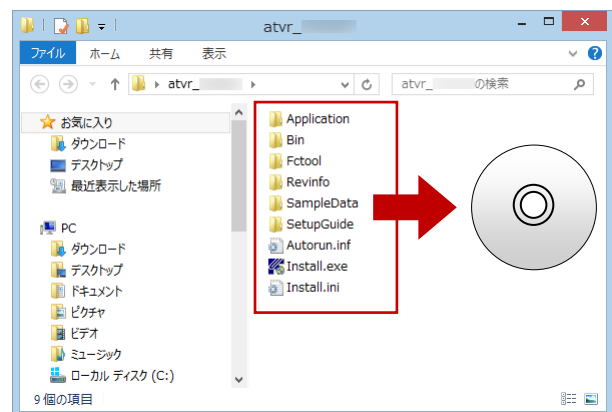 atvr_
ファイル ホーム 共有 表示
atvr_ atvr_ の検索
お気に入り
ダウンロード
デスクトップ
最近表示した場所
PC
ダウンロード
デスクトップ
ドキュメント
ピクチャ
ビデオ
ミュージック
ローカル ディスク (C:)
Application
Bin
Fctool
Revinfo
SampleData
SetupGuide
Autorun.inf
Install.exe
Install.ini
9 個の項目